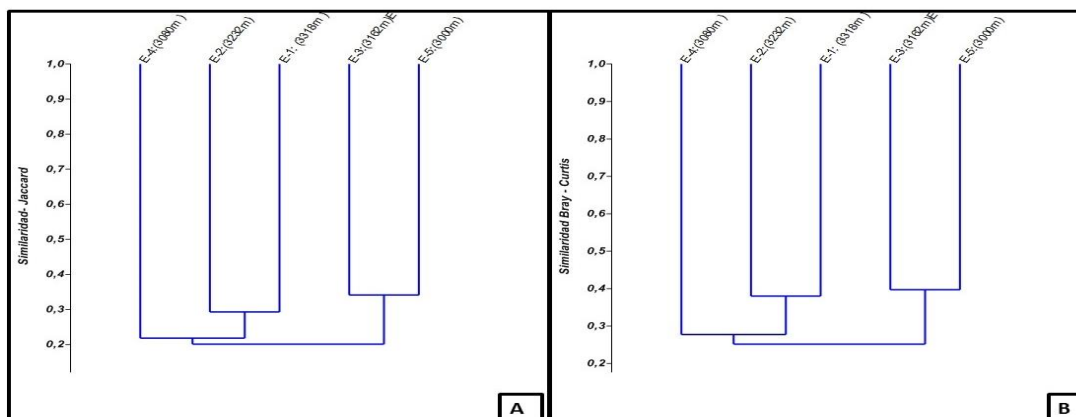 E-4:(3080m )
E-2:(3232m)
E-1: (3318m )
E-3:(3162m)E
E-5:(3000m)
1,0
0,9
0,8
0,7
0,6
0,5
0,4
0,3
0,2
Similaridad- Jaccard
A
E-4:(3080m )
E-2:(3232m)
E-1: (3318m )
E-3:(3162m)E
E-5:(3000m)
1,0
0,9
0,8
0,7
0,6
0,5
0,4
0,3
0,2
Similaridad Bray - Curtis
B